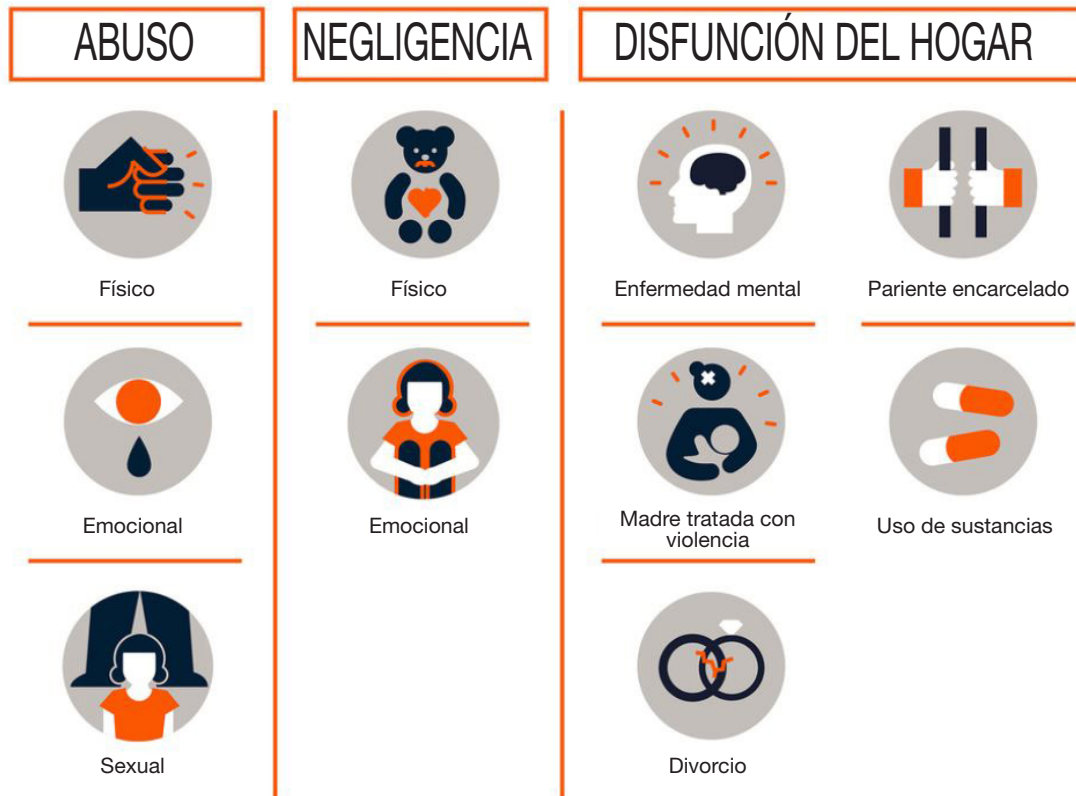 ABUSO
NEGLIGENCIA
DISFUNCIÓN DEL HOGAR
Físico
Físico
Enfermedad mental
Pariente encarcelado
Emocional
Emocional
Madre tratada con
violencia
Uso de sustancias
Sexual
Divorcio